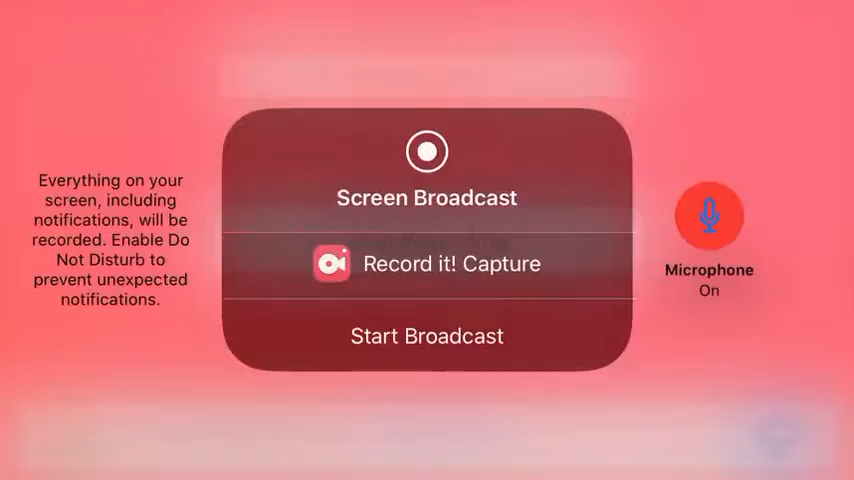 Everything on your
screen, including
notifications, will be
recorded. Enable Do
Not Disturb to
prevent unexpected
notifications.
Screen Broadcast
Record it! Capture
Start Broadcast
Microphone
On